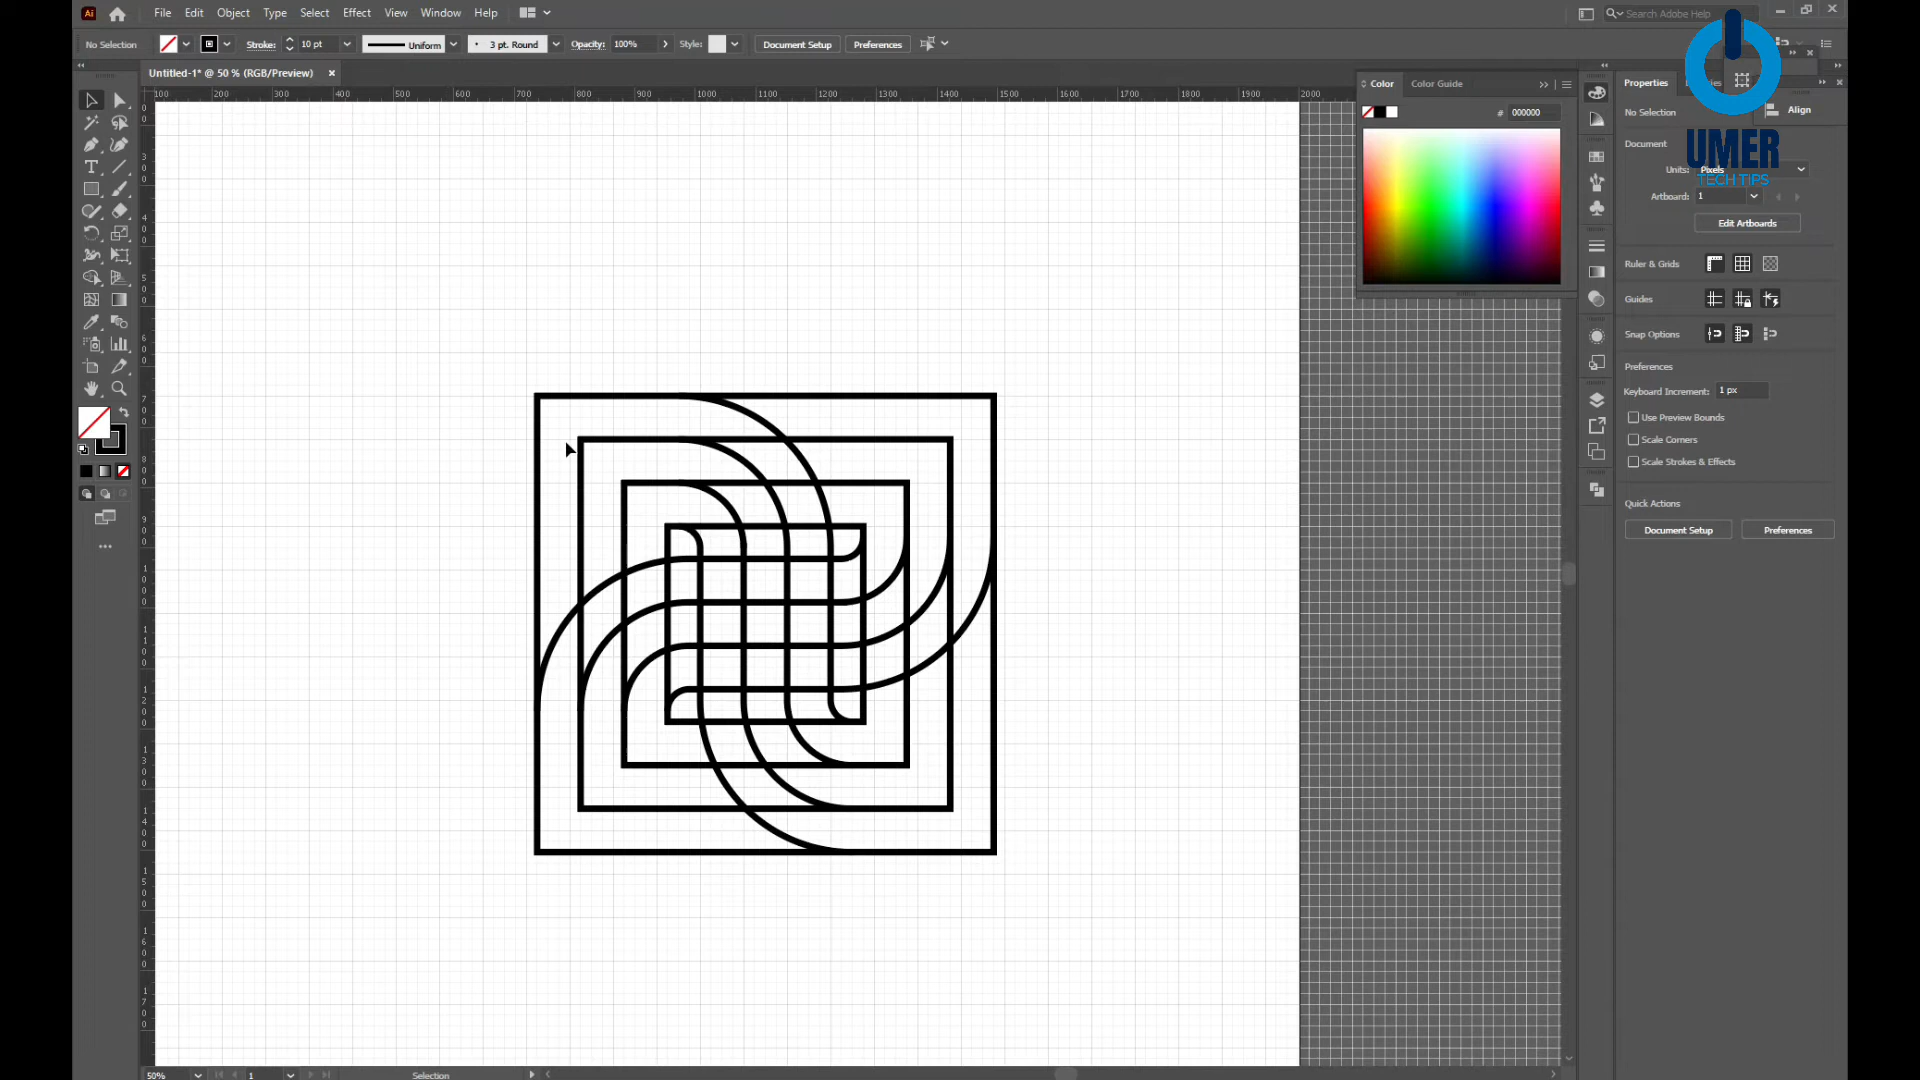 Ai File Edit Object Type Select Effect View Window Help Search Adobe Help
No Selection Stroke: 10 pt Uniform 3 pt. Round Opacity: 100% Style: Document Setup Preferences
Untitled-1* @ 50 % (RGB/Preview)
700 800 900 1000 1100 1200 1300 1400 1500 1600 1700 1800 1900 2000
100 200 300 400 500 600
Color Color Guide
# 000000
Properties
No Selection
Align
Document
UMER
TECH TIPS
Units: Pixels
Artboard: 1
Edit Artboards
Ruler & Grids
Guides
Snap Options
Preferences
Keyboard Increment: 1 px
Use Preview Bounds
Scale Corners
Scale Strokes & Effects
Quick Actions
Document Setup Preferences
50% 1 Selection